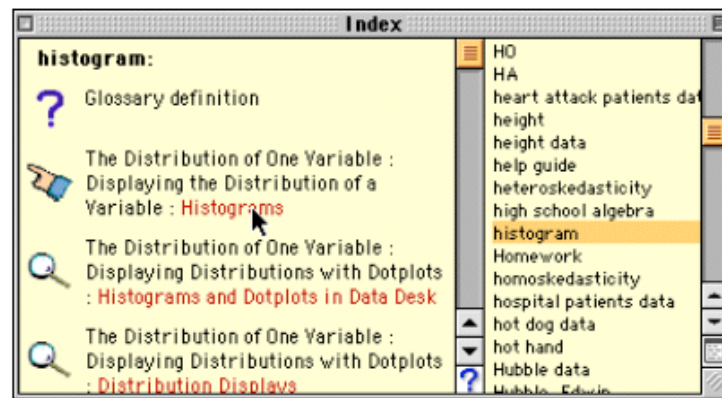 Index
histogram:
Glossary definition
The Distribution of One Variable :
Displaying the Distribution of a
Variable : Histograms
The Distribution of One Variable :
Displaying Distributions with Dotplots
: Histograms and Dotplots in Data Desk
The Distribution of One Variable :
Displaying Distributions with Dotplots
: Distribution Displays
?
HO
HA
heart attack patients dat
height
height data
help guide
heteroskedasticity
high school algebra
histogram
Homework
homoskedasticity
hospital patients data
hot dog data
hot hand
Hubble data
Hubble, Edwin